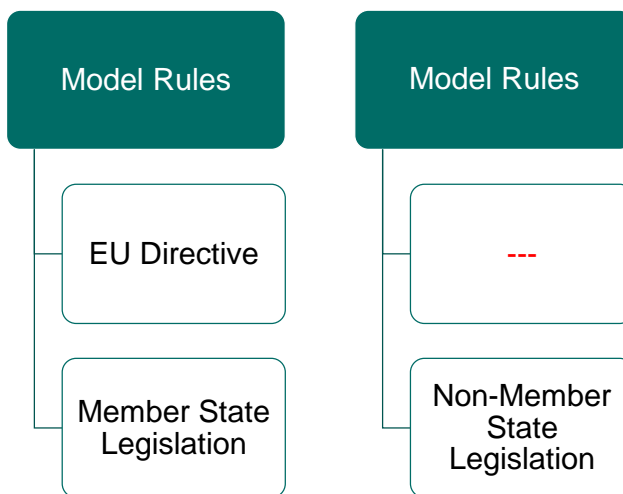 Model Rules
EU Directive
Member State
Legislation
Model Rules
---
Non-Member
State
Legislation